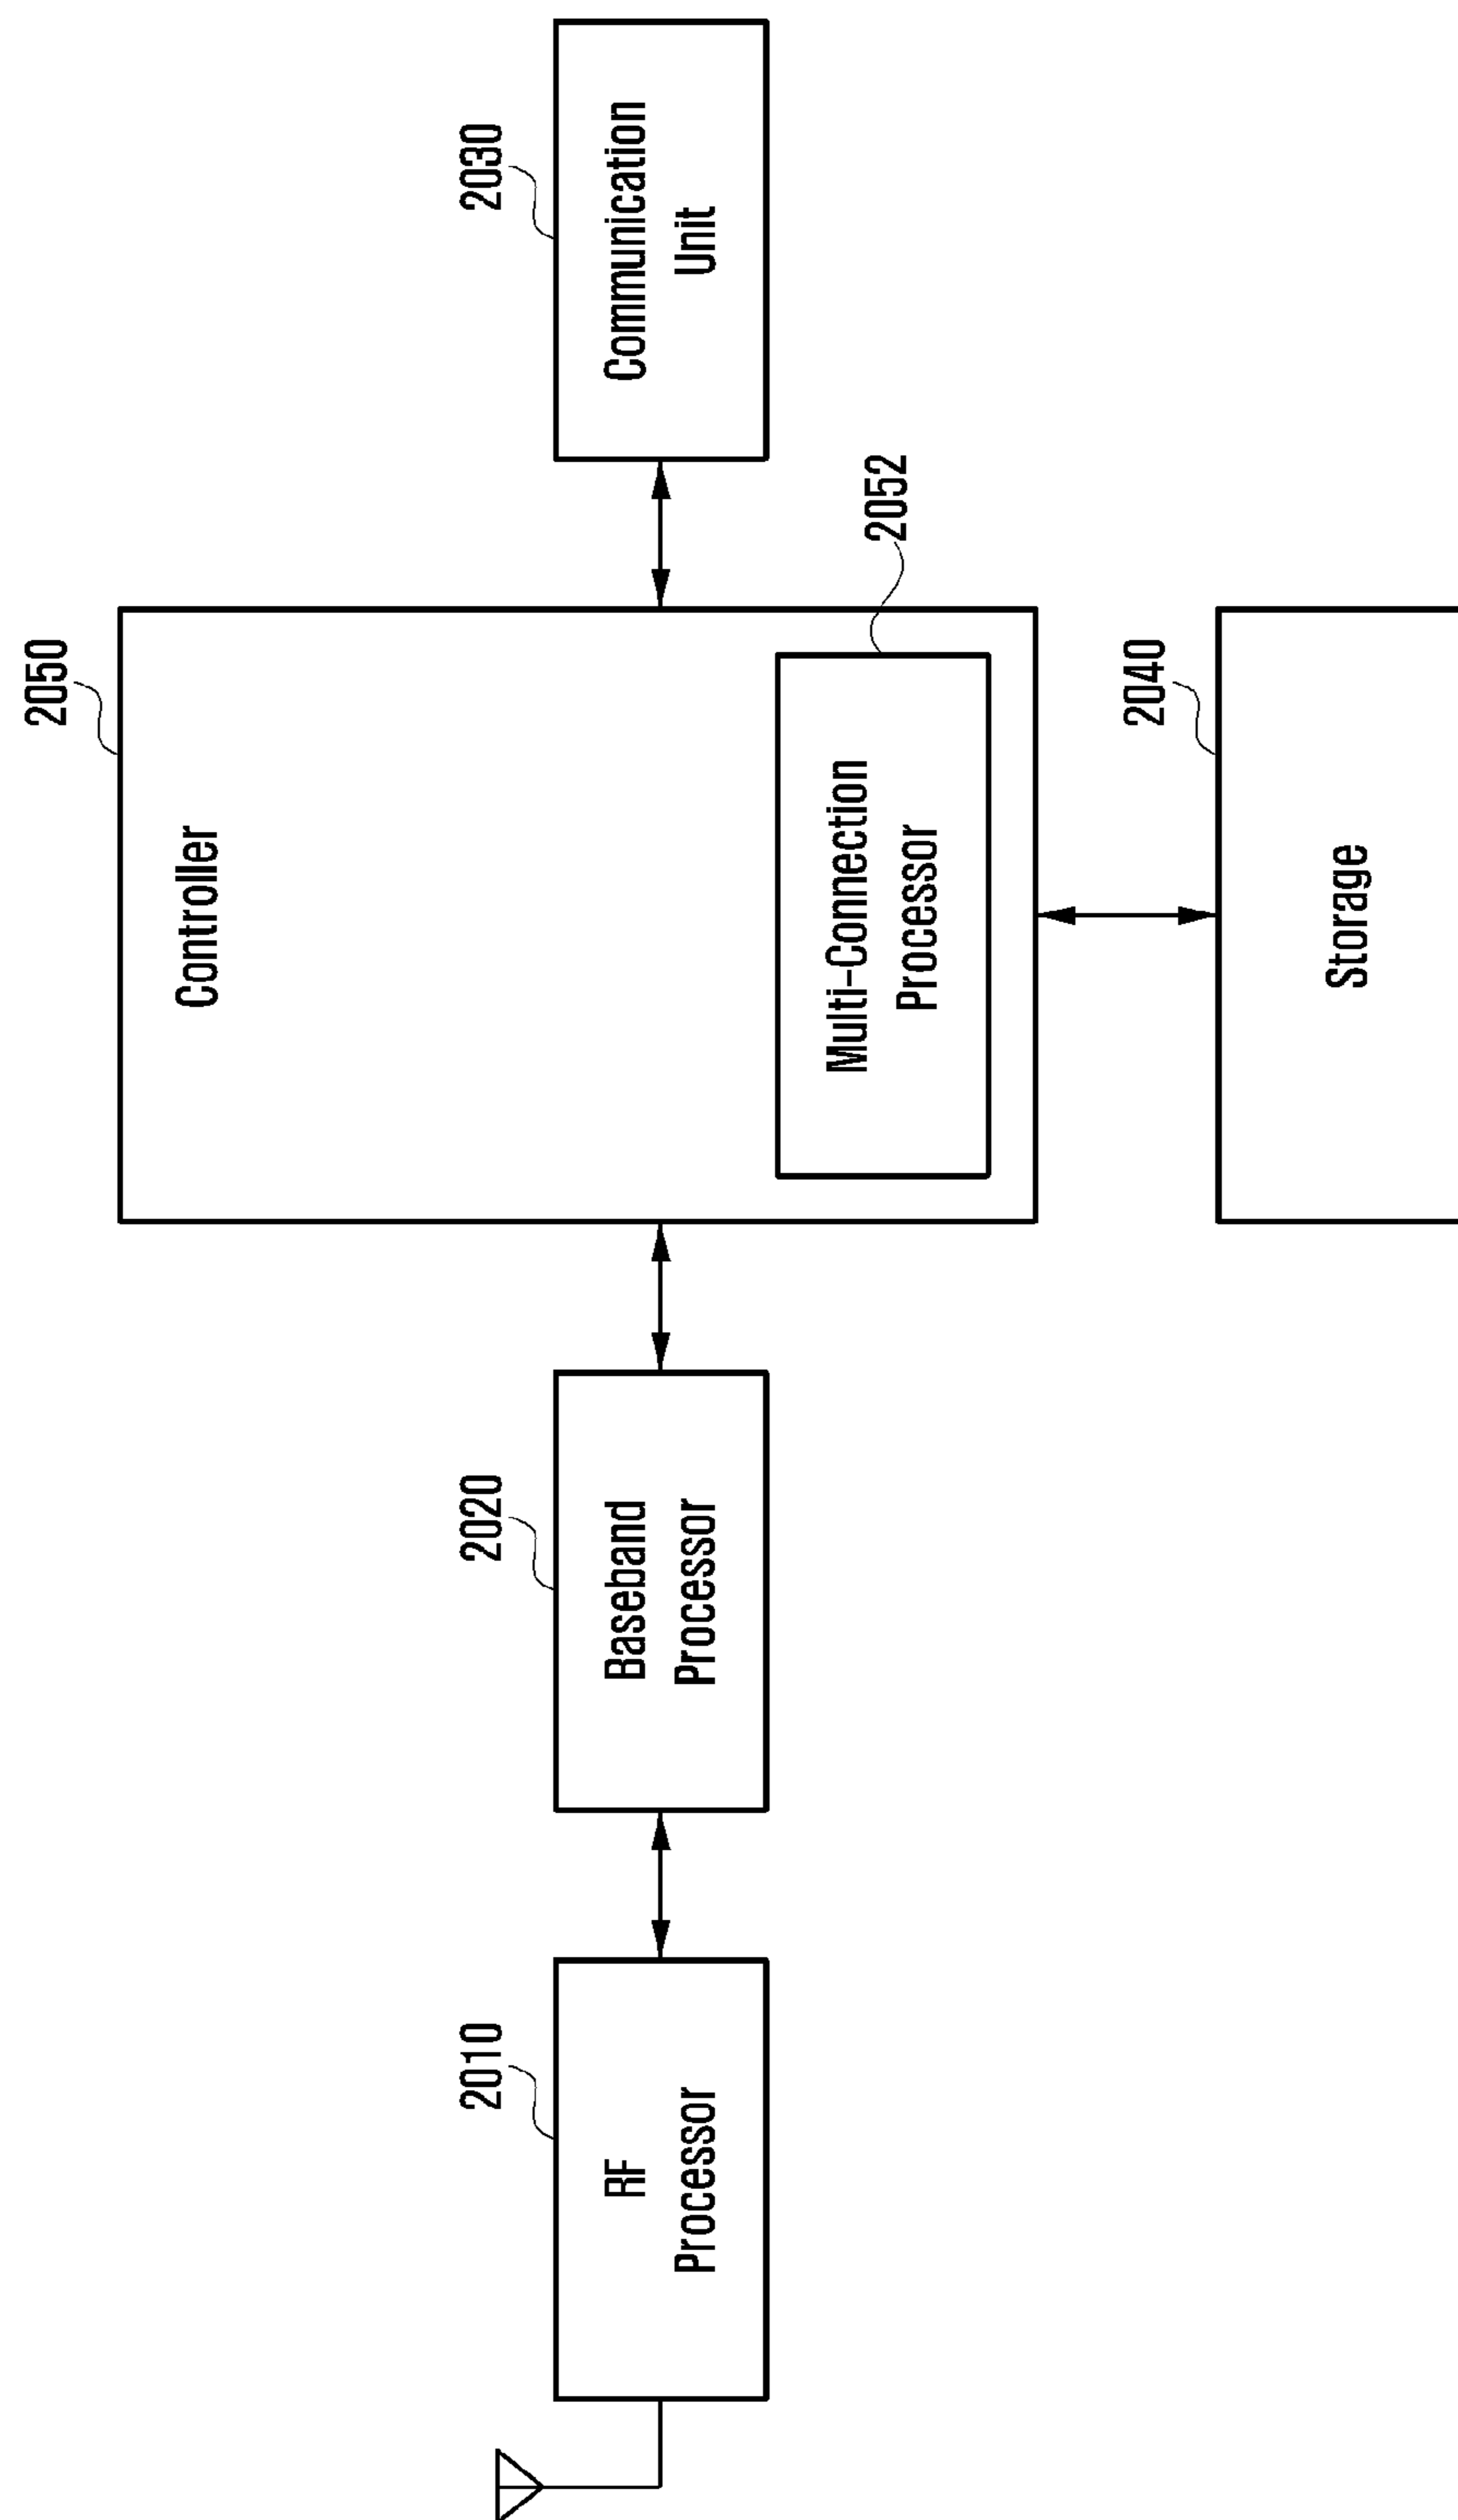 2050
Controller
2010
RF
Processor
2020
Baseband
Processor
2030
Communication
Unit
Multi-Connection
Processor
2052
2040
Storage